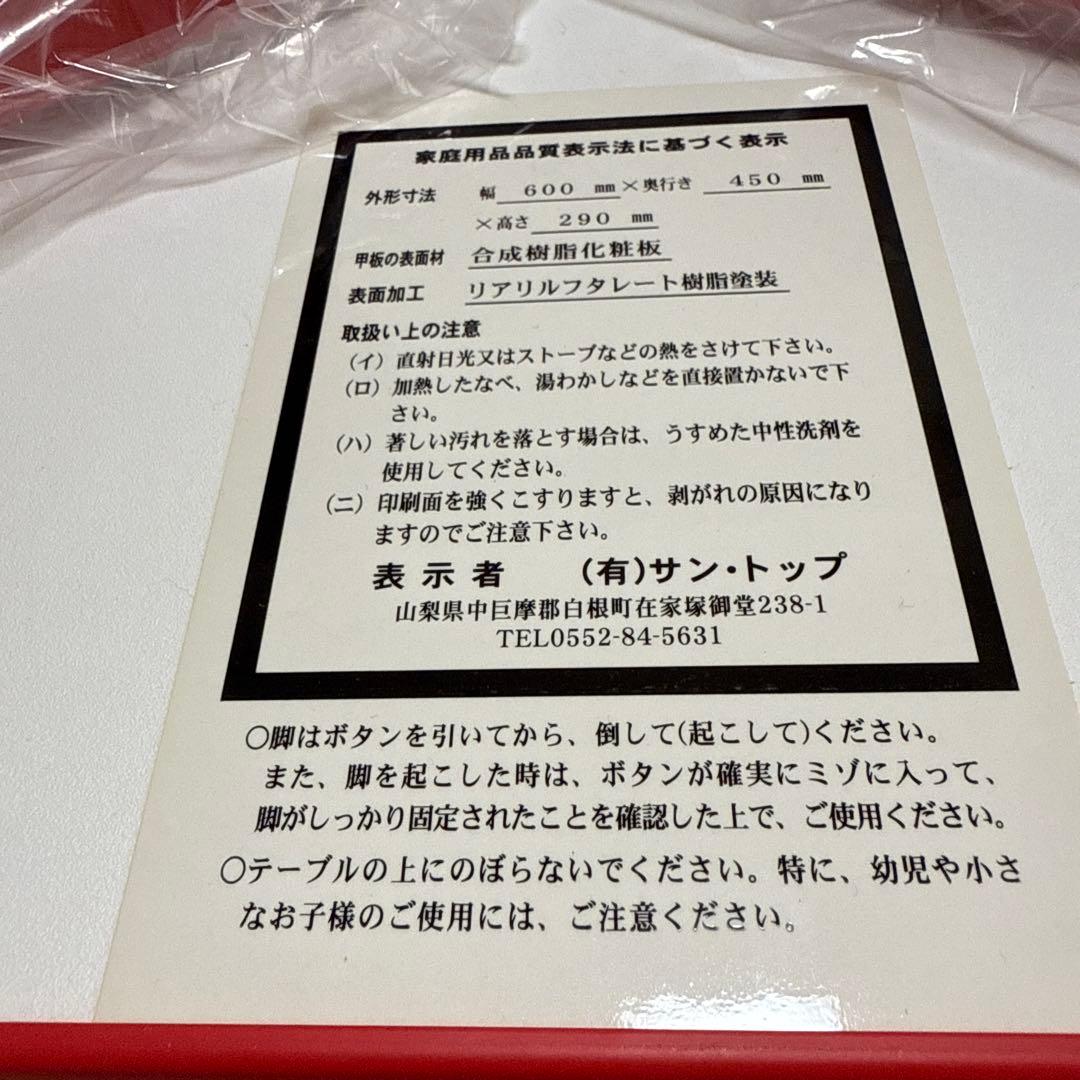 家庭用品品質表示法に基づく表示
外形寸法 幅 600 ㎜×奥行き 450 ㎜
×高さ 290 ㎜
甲板の表面材 合成樹脂化粧板
表面加工 リアリルフタレート樹脂塗装
取扱い上の注意
（イ）直射日光又はストーブなどの熱をさけて下さい。
（ロ）加熱したなべ、湯わかしなどを直接置かないで下
さい。
（ハ）著しい汚れを落とす場合は、うすめた中性洗剤を
使用してください。
（ニ）印刷面を強くこすりますと、剥がれの原因になり
ますのでご注意下さい。
表示者 （有）サン・トップ
山梨県中巨摩郡白根町在家塚御堂238-1
TEL0552-84-5631
○脚はボタンを引いてから、倒して(起こして)ください。
また、脚を起こした時は、ボタンが確実にミゾに入って、
脚がしっかり固定されたことを確認した上で、ご使用ください。
○テーブルの上にのぼらないでください。特に、幼児や小さ
なお子様のご使用には、ご注意ください。